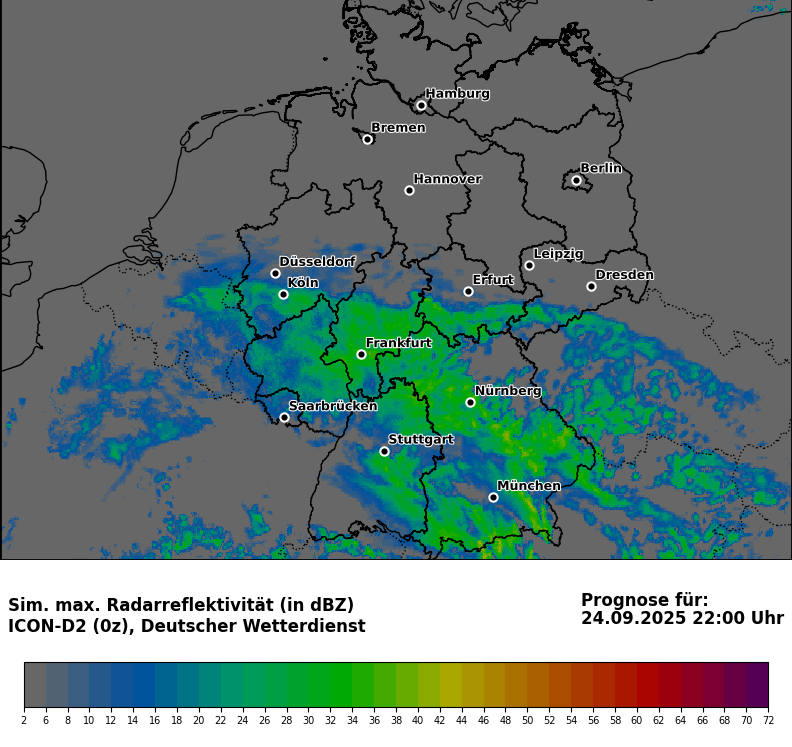 Hamburg
Bremen
Berlin
Hannover
Leipzig
Düsseldorf
Dresden
Erfurt
Köln
Frankfurt
Nürnberg
Saarbrücken
Stuttgart
München
Sim. max. Radarreflektivität (in dBZ)
ICON-D2 (0z), Deutscher Wetterdienst
Prognose für:
24.09.2025 22:00 Uhr
2 6 8 10 12 14 16 18 20 22 24 26 28 30 32 34 36 38 40 42 44 46 48 50 52 54 56 58 60 62 64 66 68 70 72